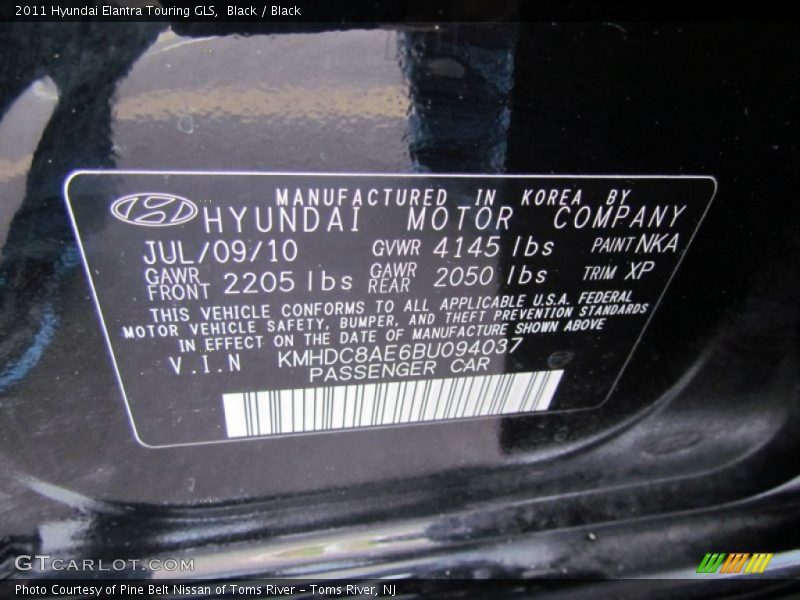 2011 Hyundai Elantra Touring GLS,  Black / Black
MANUFACTURED IN KOREA BY
HYUNDAI MOTOR COMPANY
JUL/09/10 GVWR 4145 lbs PAINT NKA
GAWR FRONT 2205 lbs GAWR REAR 2050 lbs TRIM XP
THIS VEHICLE CONFORMS TO ALL APPLICABLE U.S.A. FEDERAL
MOTOR VEHICLE SAFETY, BUMPER, AND THEFT PREVENTION STANDARDS
IN EFFECT ON THE DATE OF MANUFACTURE SHOWN ABOVE
V.I.N KMHDC8AE6BU094037
PASSENGER CAR
GTCARLOT.COM
Photo Courtesy of Pine Belt Nissan of Toms River – Toms River, NJ